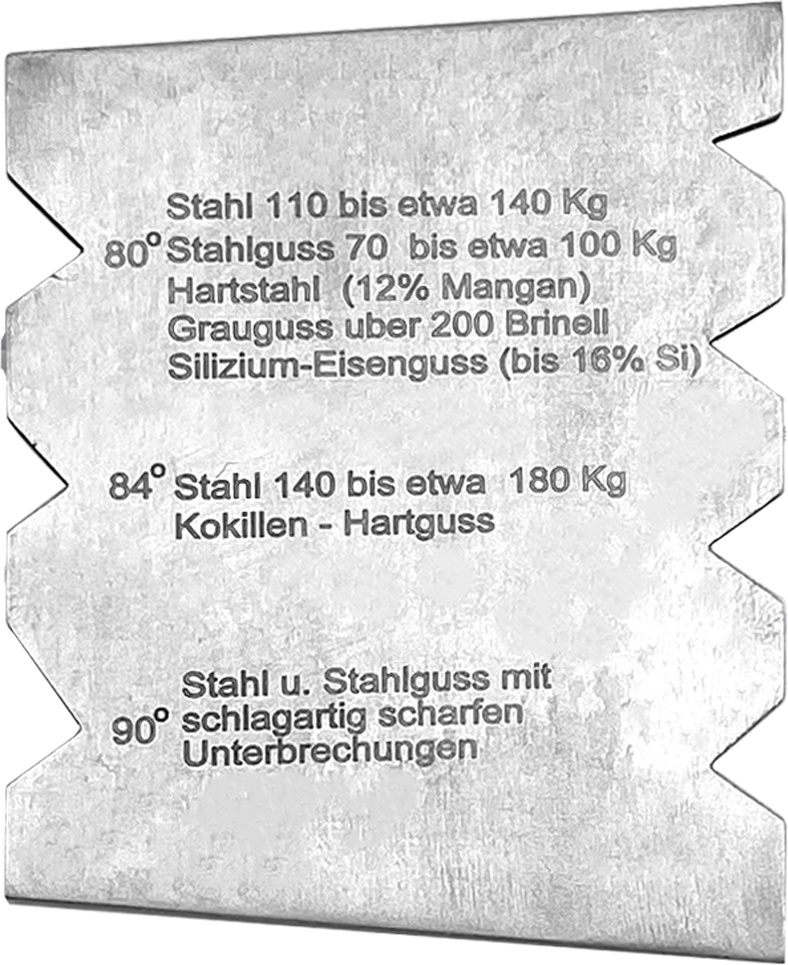 Stahl 110 bis etwa 140 Kg
80° Stahlguss 70 bis etwa 100 Kg
Hartstahl (12% Mangan)
Grauguss uber 200 Brinell
Silizium-Eisenguss (bis 16% Si)
84° Stahl 140 bis etwa 180 Kg
Kokillen - Hartguss
Stahl u. Stahlguss mit
90° schlagartig scharfen
Unterbrechungen